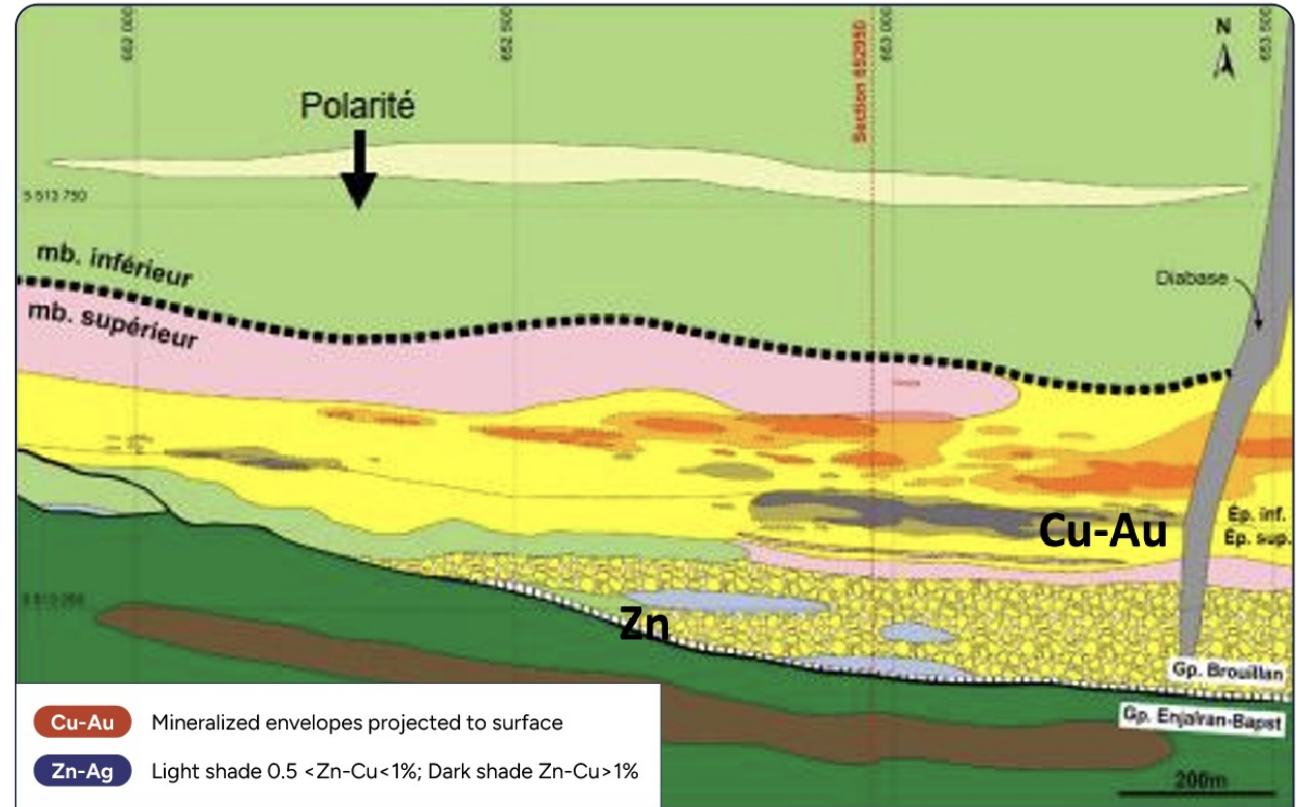 652 000
652 500
Section 652950
653 000
N
653 500
Polarité
5 513 750
mb. inférieur
mb. supérieur
Diabase
Cu-Au
Ép. inf.
Ép. sup.
Zn
Gp. Brouillan
Gp. Enjalran-Bapst
200m
Cu-Au Mineralized envelopes projected to surface
Zn-Ag Light shade 0.5 <Zn-Cu<1%; Dark shade Zn-Cu>1%